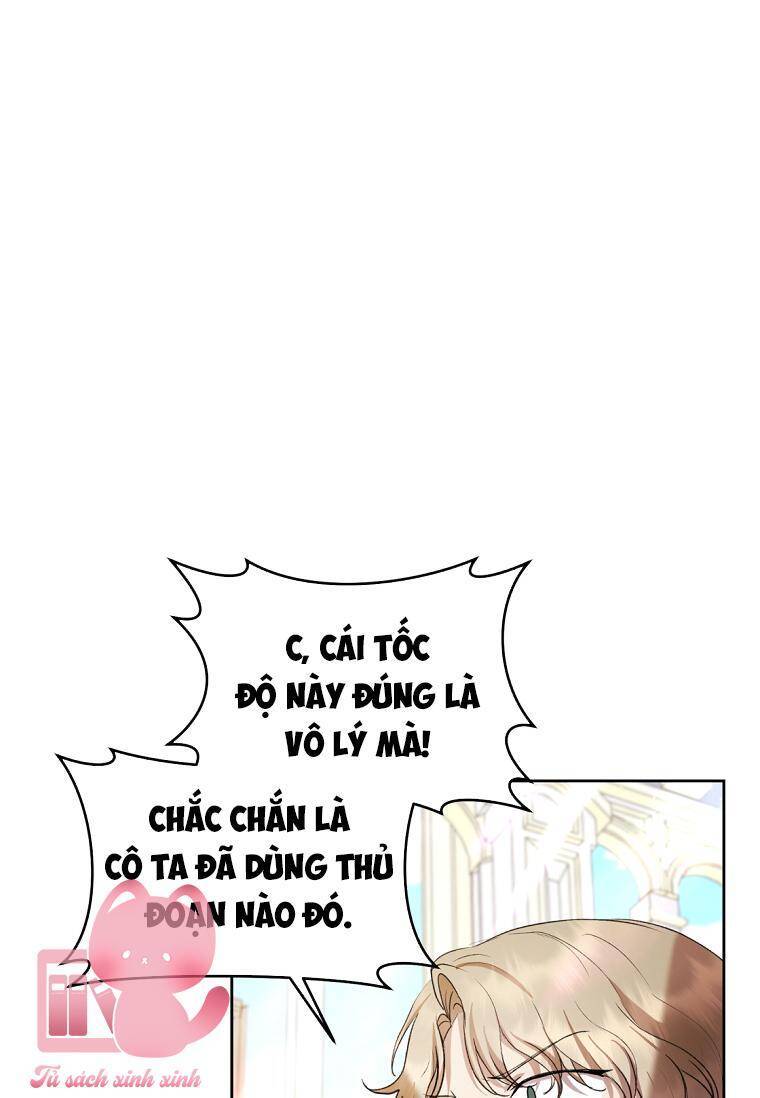 C, CÁI TỐC
ĐỘ NÀY ĐÚNG LÀ
VÔ LÝ MÀ!
CHẮC CHẮN LÀ
CÔ TA ĐÃ DÙNG THỦ
ĐOẠN NÀO ĐÓ.
Tủ sách xinh xinh